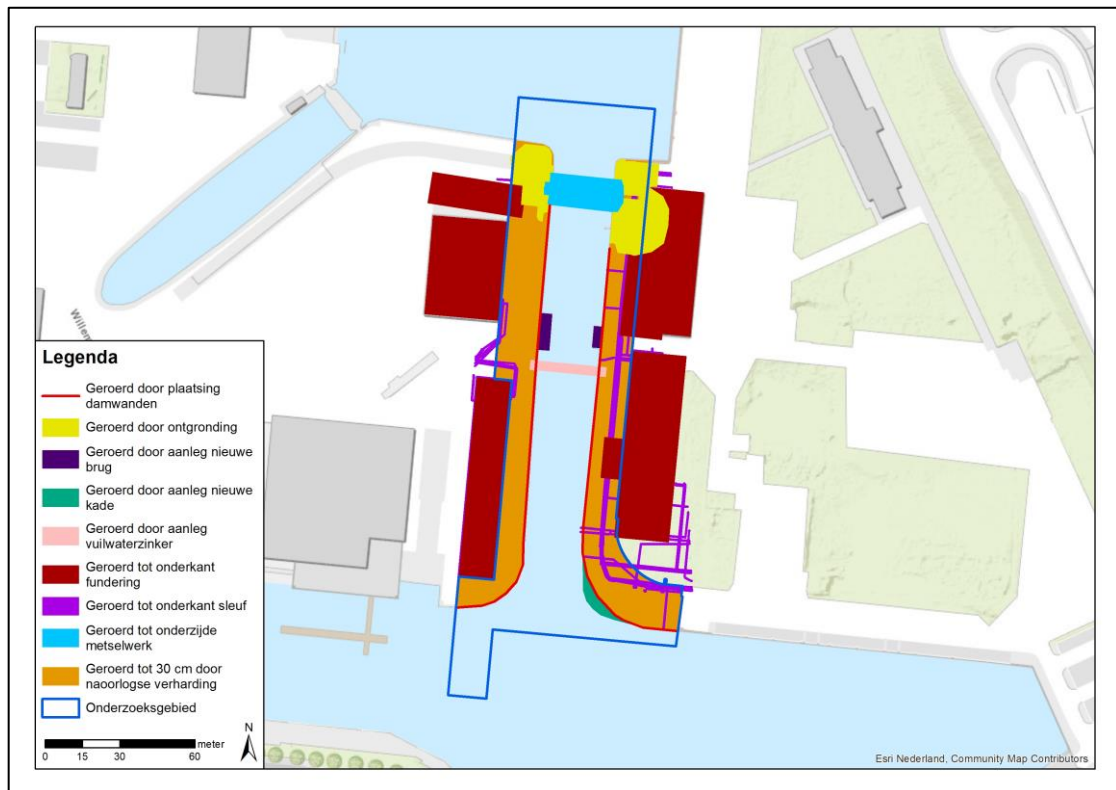 Willem
Legenda
Geroerd door plaatsing
damwanden
Geroerd door ontgronding
Geroerd door aanleg nieuwe
brug
Geroerd door aanleg nieuwe
kade
Geroerd door aanleg
vuilwaterzinker
Geroerd tot onderkant
fundering
Geroerd tot onderkant sleuf
Geroerd tot onderzijde
metselwerk
Geroerd tot 30 cm door
naoorlogse verharding
Onderzoeksgebied
N
meter
0 15 30 60
Esri Nederland, Community Map Contributors